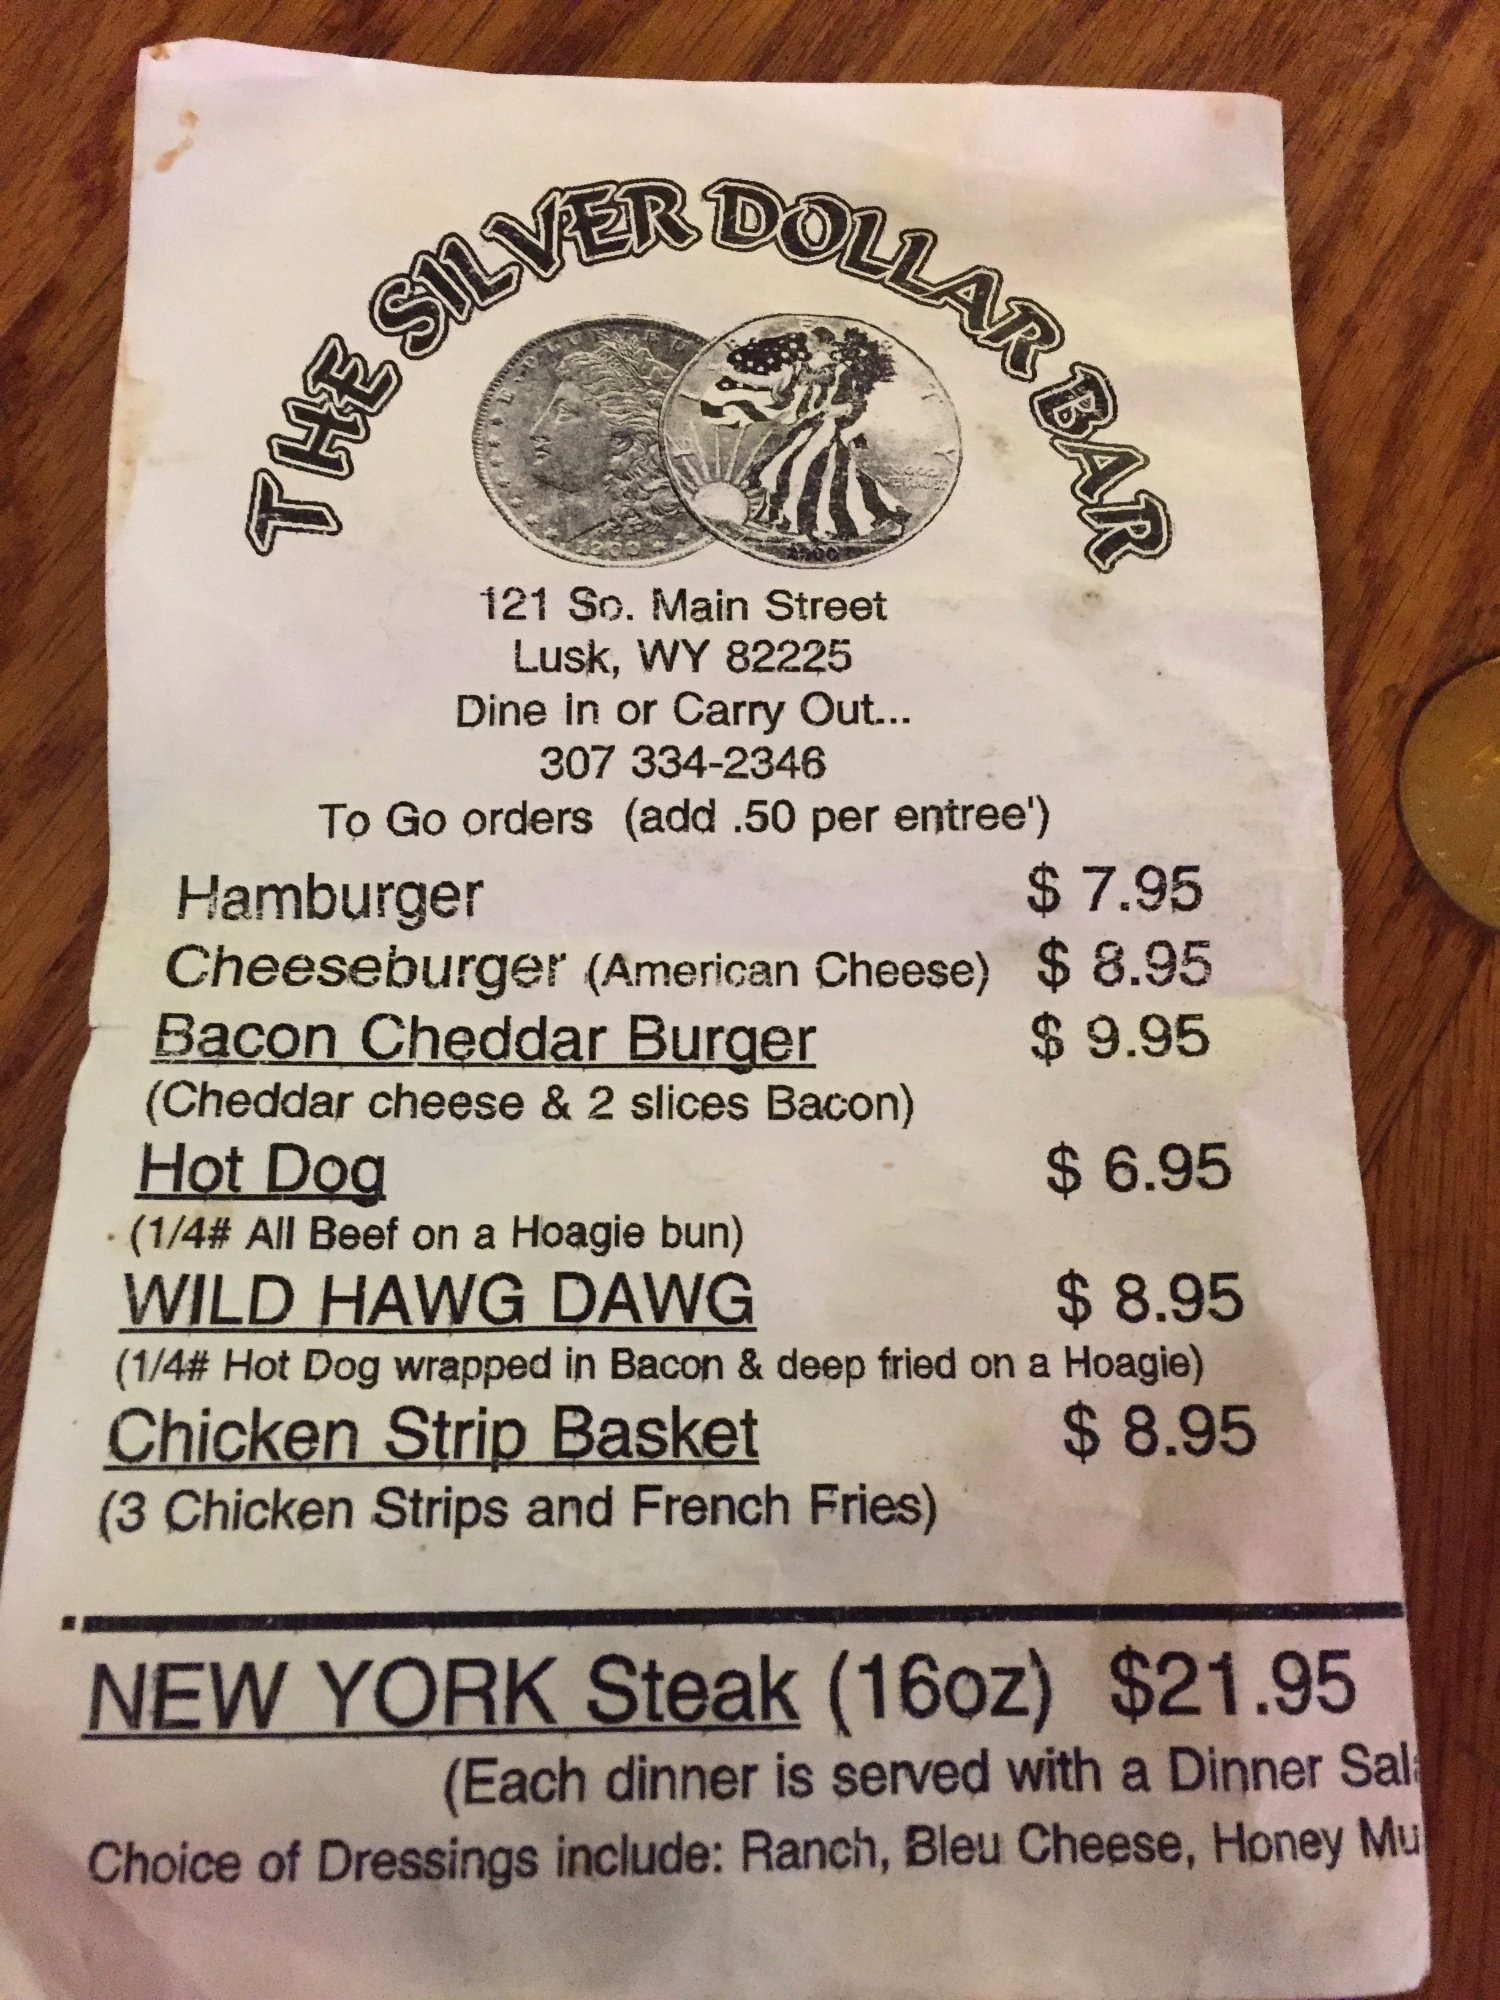 THE SILVER DOLLAR BAR
121 So. Main Street
Lusk, WY 82225
Dine in or Carry Out...
307 334-2346
To Go orders (add .50 per entree')
Hamburger $ 7.95
Cheeseburger (American Cheese) $ 8.95
Bacon Cheddar Burger $ 9.95
(Cheddar cheese & 2 slices Bacon)
Hot Dog $ 6.95
(1/4# All Beef on a Hoagie bun)
WILD HAWG DAWG $ 8.95
(1/4# Hot Dog wrapped in Bacon & deep fried on a Hoagie)
Chicken Strip Basket $ 8.95
(3 Chicken Strips and French Fries)
NEW YORK Steak (16oz) $21.95
(Each dinner is served with a Dinner Sal
Choice of Dressings include: Ranch, Bleu Cheese, Honey Mu